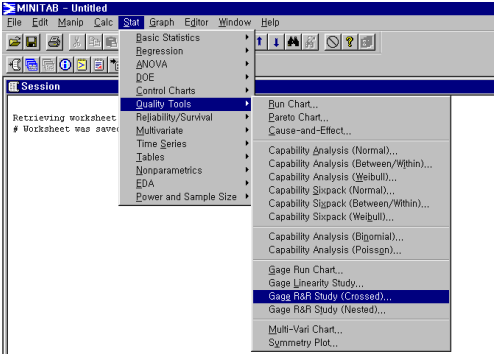 MINITAB - Untitled
File Edit Manip Calc Stat Graph Editor Window Help
Basic Statistics
Regression
ANOVA
DOE
Control Charts
Session
Quality Tools
Run Chart...
Retrieving worksheet
Reliability/Survival
Pareto Chart...
# Worksheet was saved
Multivariate
Cause-and-Effect...
Time Series
Tables
Capability Analysis (Normal)...
Nonparametrics
Capability Analysis (Between/Within)...
EDA
Capability Analysis (Weibull)...
Power and Sample Size
Capability Sixpack (Normal)...
Capability Sixpack (Between/Within)...
Capability Sixpack (Weibull)...
Capability Analysis (Binomial)...
Capability Analysis (Poisson)...
Gage Run Chart...
Gage Linearity Study...
Gage R&R Study (Crossed)...
Gage R&R Study (Nested)...
Multi-Vari Chart...
Symmetry Plot...